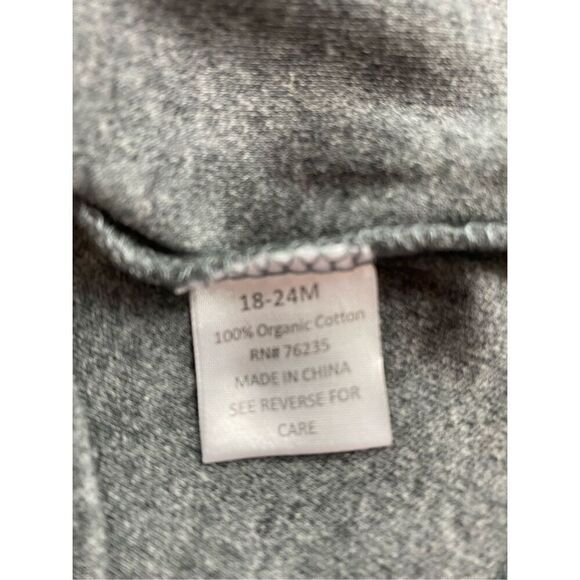 18-24M
100% Organic Cotton
RN# 76235
MADE IN CHINA
SEE REVERSE FOR
CARE